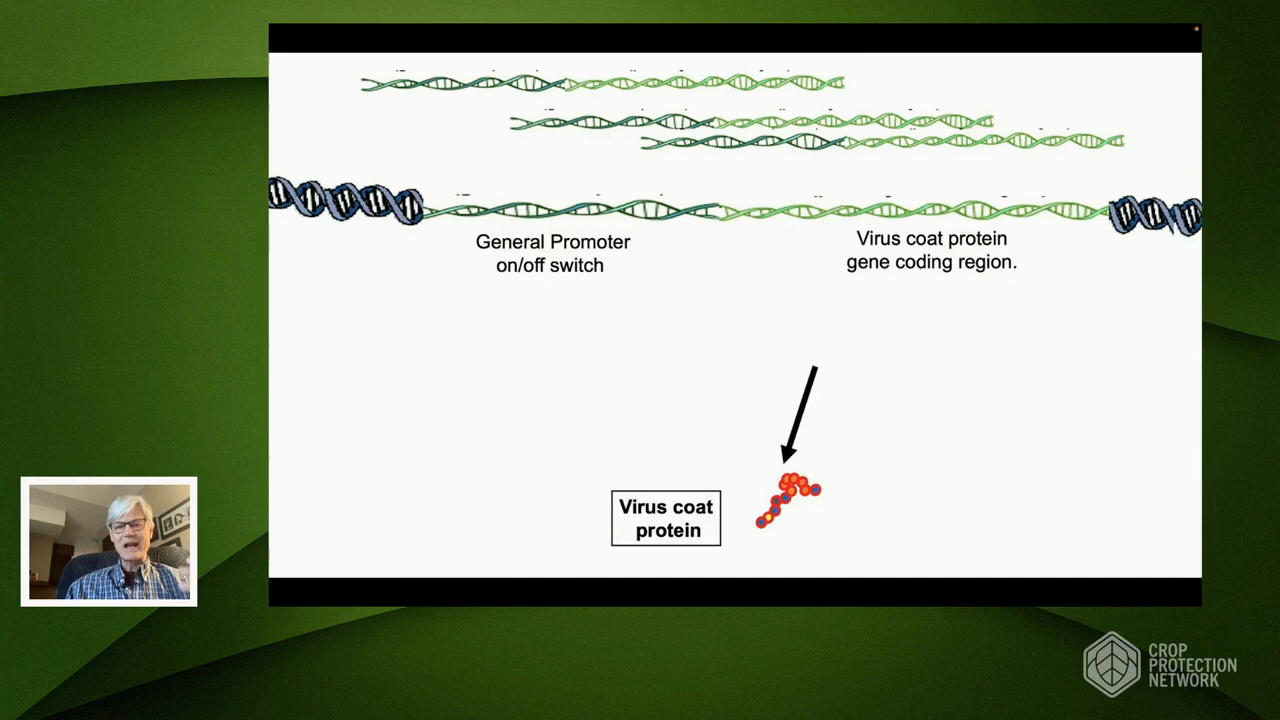 General Promoter
on/off switch
Virus coat protein
gene coding region.
Virus coat
protein
CROP
PROTECTION
NETWORK